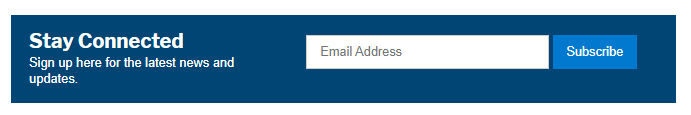 Stay Connected
Sign up here for the latest news and
updates.
Email Address
Subscribe